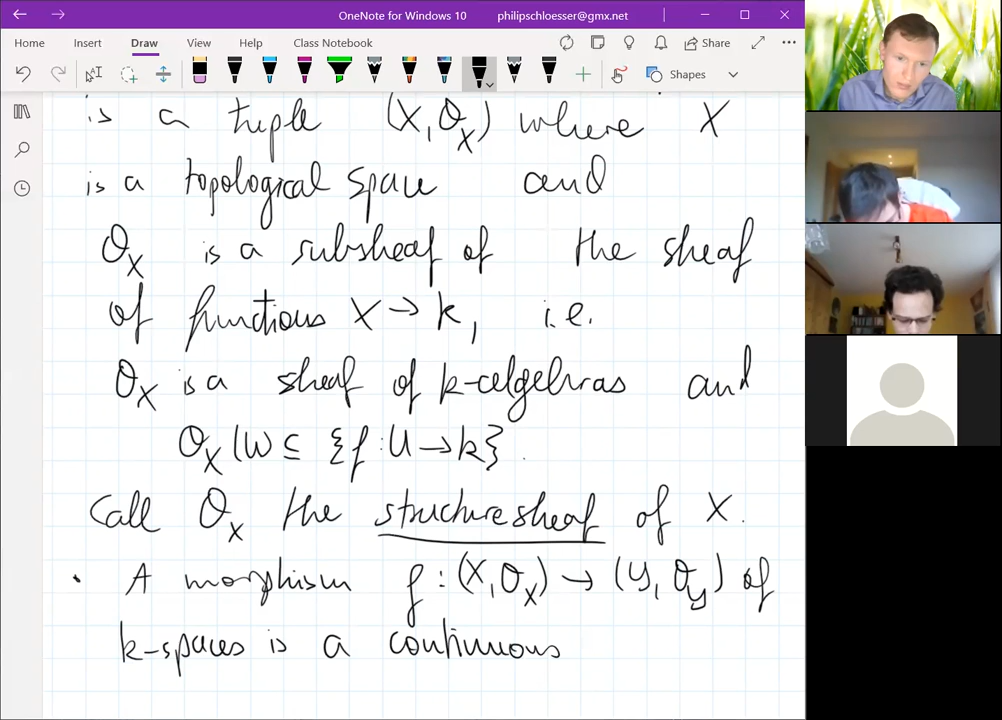 OneNote for Windows 10
philipschloesser@gmx.net
Home Insert Draw View Help Class Notebook Share
Shapes
is a tuple (X, O_X) where X
is a topological space and
O_X is a subsheaf of the sheaf
of functions X → k, i.e.
O_X is a sheaf of k-algebras and
O_X(U) ⊆ {f : U → k}.
Call O_X the structure sheaf of X.
• A morphism f : (X, O_X) → (Y, O_Y) of
k-spaces is a continuous